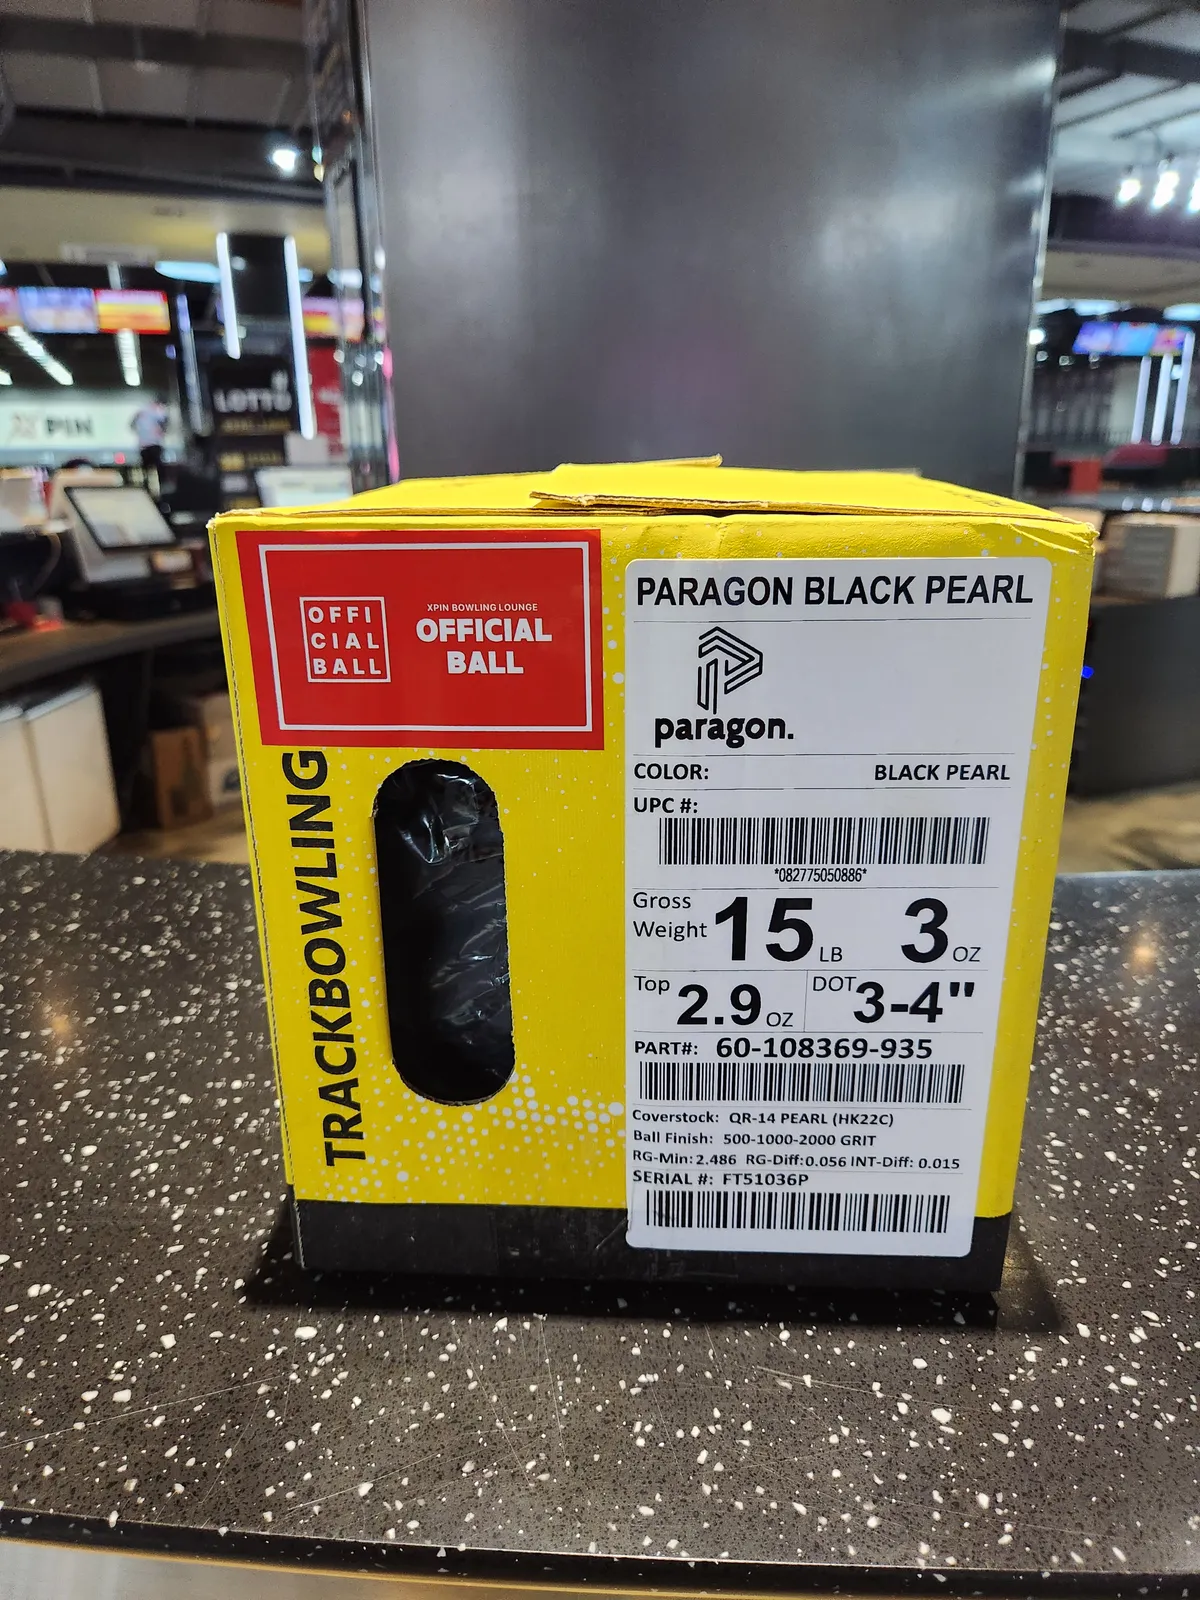 PIN
LOTTO
OFFI
CIAL
BALL
XPIN BOWLING LOUNGE
OFFICIAL
BALL
TRACKBOWLING
PARAGON BLACK PEARL
paragon.
COLOR: BLACK PEARL
UPC #:
*082775050886*
Gross
Weight 15 LB 3 OZ
Top 2.9 OZ DOT 3-4"
PART#: 60-108369-935
Coverstock: QR-14 PEARL (HK22C)
Ball Finish: 500-1000-2000 GRIT
RG-Min: 2.486 RG-Diff: 0.056 INT-Diff: 0.015
SERIAL #: FT51036P